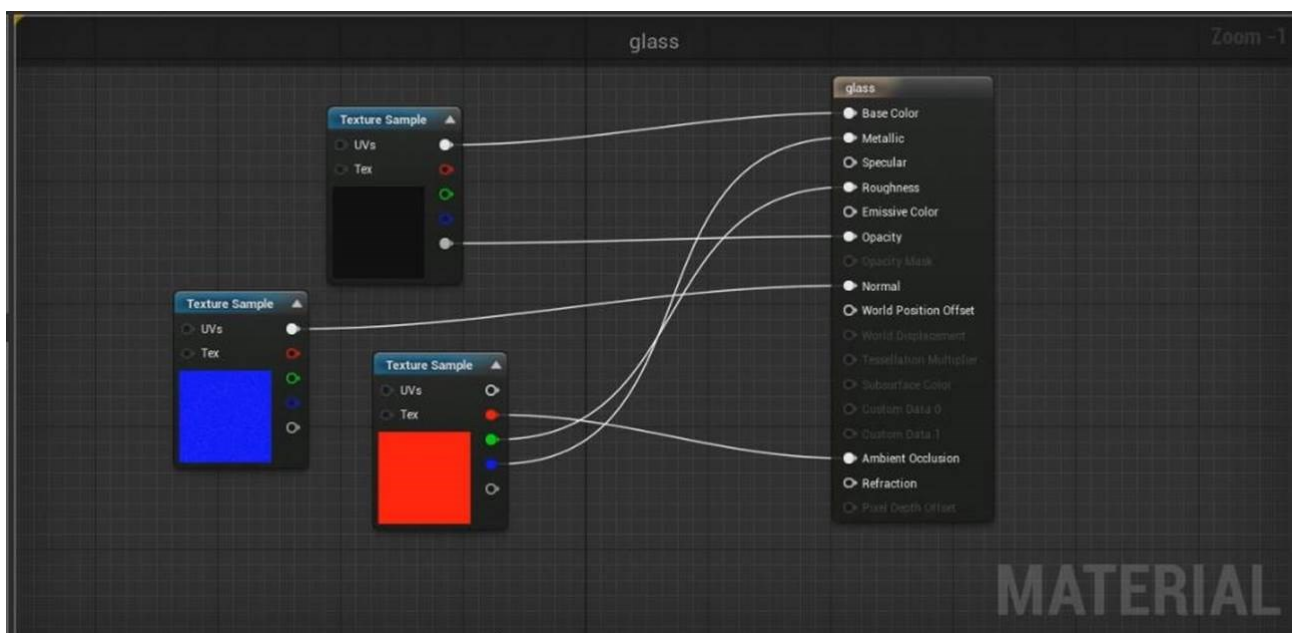 glass
Zoom -1
Texture Sample
UVs
Tex
Texture Sample
UVs
Tex
Texture Sample
UVs
Tex
glass
Base Color
Metallic
Specular
Roughness
Emissive Color
Opacity
Opacity Mask
Normal
World Position Offset
World Displacement
Tessellation Multiplier
Subsurface Color
Custom Data 0
Custom Data 1
Ambient Occlusion
Refraction
Pixel Depth Offset
MATERIAL